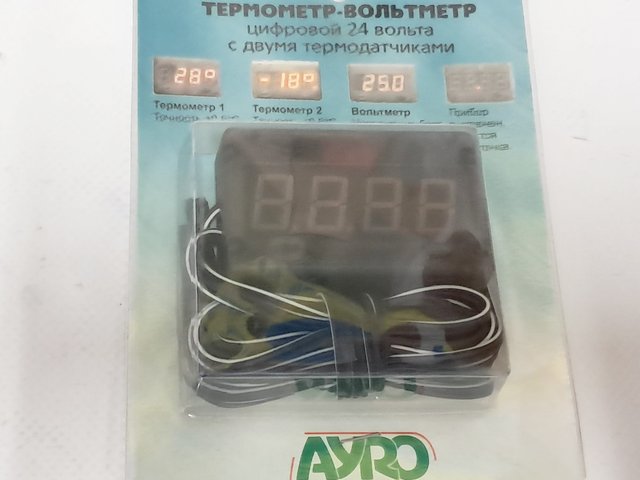 ТЕРМОМЕТР-ВОЛЬТМЕТР
цифровой 24 вольта
с двумя термодатчиками
28° -18° 25.0
Термометр 1 Термометр 2 Вольтметр Прибор
AYRO